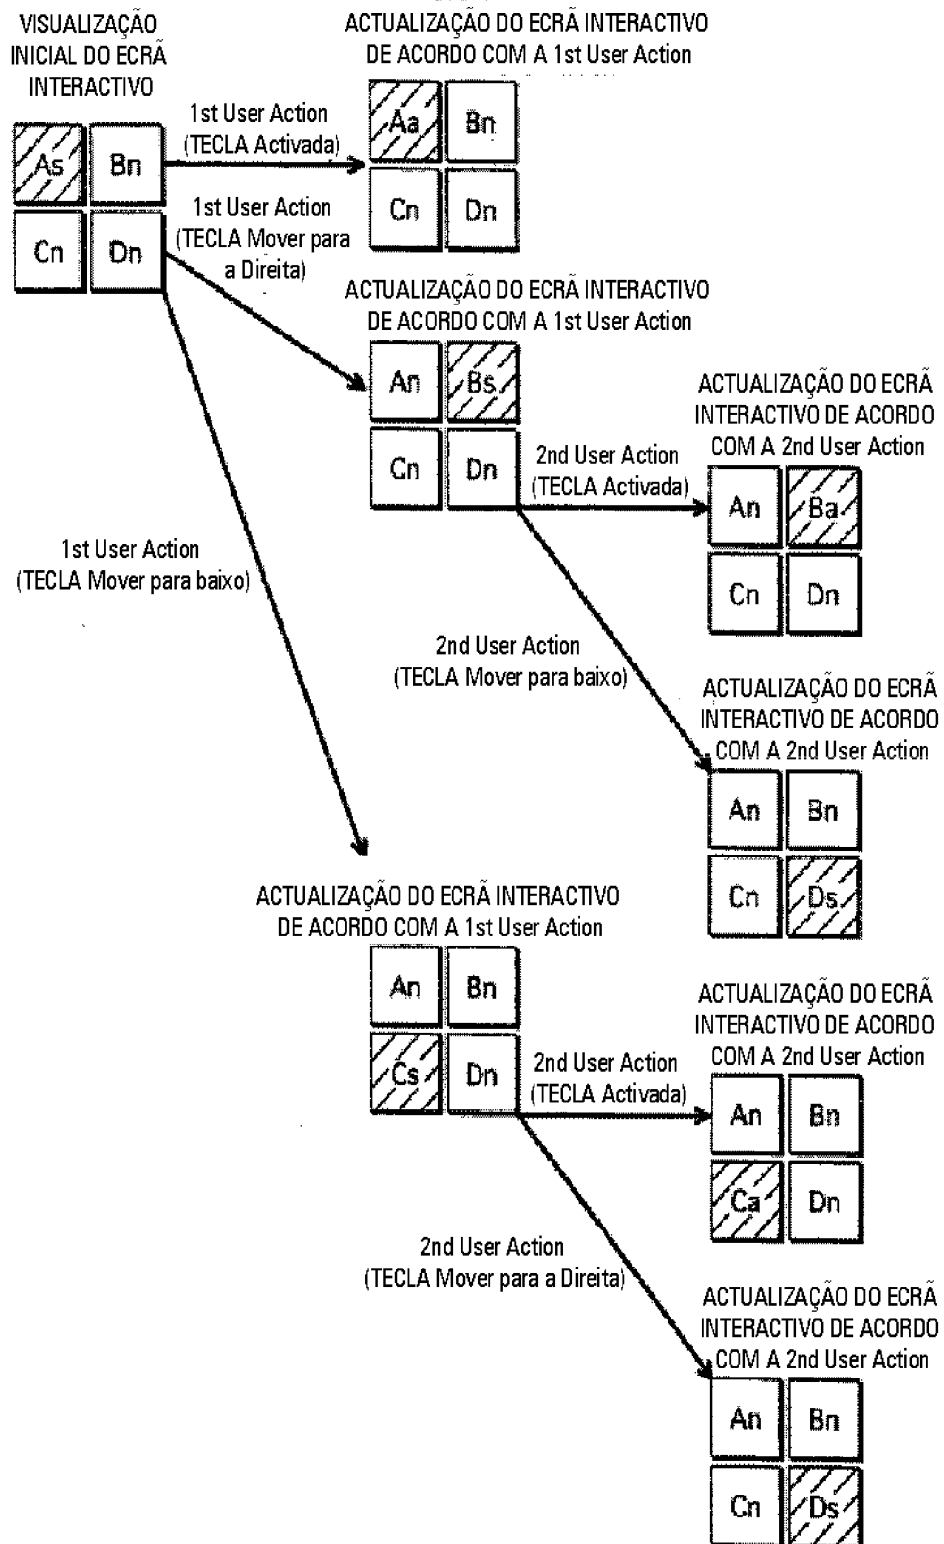 VISUALIZAÇÃO
INICIAL DO ECRÃ
INTERACTIVO
As Bn
Cn Dn
1st User Action
(TECLA Activada)
ACTUALIZAÇÃO DO ECRÃ INTERACTIVO
DE ACORDO COM A 1st User Action
Aa Bn
Cn Dn
1st User Action
(TECLA Mover para
a Direita)
ACTUALIZAÇÃO DO ECRÃ INTERACTIVO
DE ACORDO COM A 1st User Action
An Bs
Cn Dn
2nd User Action
(TECLA Activada)
ACTUALIZAÇÃO DO ECRÃ
INTERACTIVO DE ACORDO
COM A 2nd User Action
An Ba
Cn Dn
1st User Action
(TECLA Mover para baixo)
2nd User Action
(TECLA Mover para baixo)
ACTUALIZAÇÃO DO ECRÃ
INTERACTIVO DE ACORDO
COM A 2nd User Action
An Bn
Cn Ds
ACTUALIZAÇÃO DO ECRÃ INTERACTIVO
DE ACORDO COM A 1st User Action
An Bn
Cs Dn
2nd User Action
(TECLA Activada)
ACTUALIZAÇÃO DO ECRÃ
INTERACTIVO DE ACORDO
COM A 2nd User Action
An Bn
Ca Dn
2nd User Action
(TECLA Mover para a Direita)
ACTUALIZAÇÃO DO ECRÃ
INTERACTIVO DE ACORDO
COM A 2nd User Action
An Bn
Cn Ds